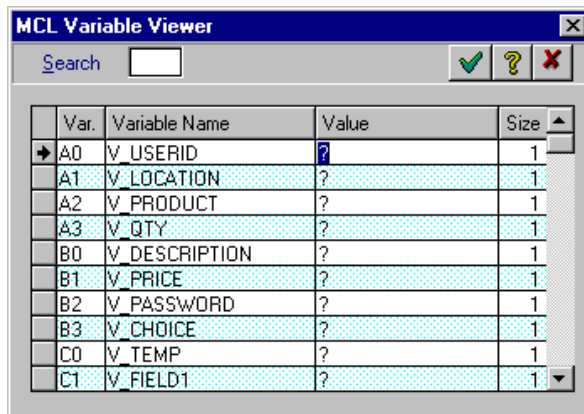 MCL Variable Viewer
Search
Var. Variable Name Value Size
A0 V_USERID ? 1
A1 V_LOCATION ? 1
A2 V_PRODUCT ? 1
A3 V_QTY ? 1
B0 V_DESCRIPTION ? 1
B1 V_PRICE ? 1
B2 V_PASSWORD ? 1
B3 V_CHOICE ? 1
C0 V_TEMP ? 1
C1 V_FIELD1 ? 1